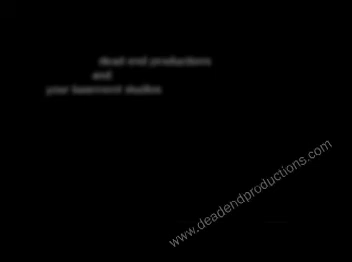 dead end productions
and
your basement studios
www.deadendproductions.com